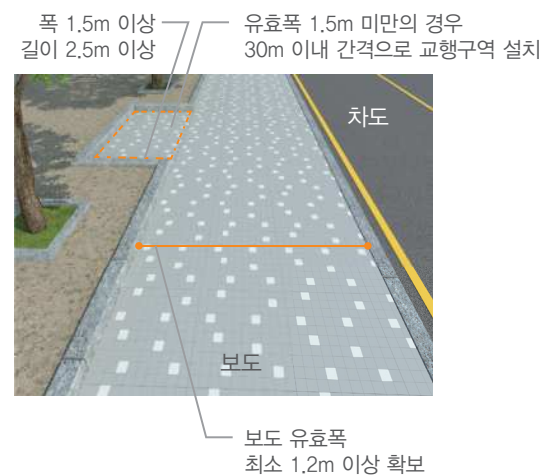 폭 1.5m 이상
길이 2.5m 이상
유효폭 1.5m 미만의 경우
30m 이내 간격으로 교행구역 설치
차도
보도
보도 유효폭
최소 1.2m 이상 확보